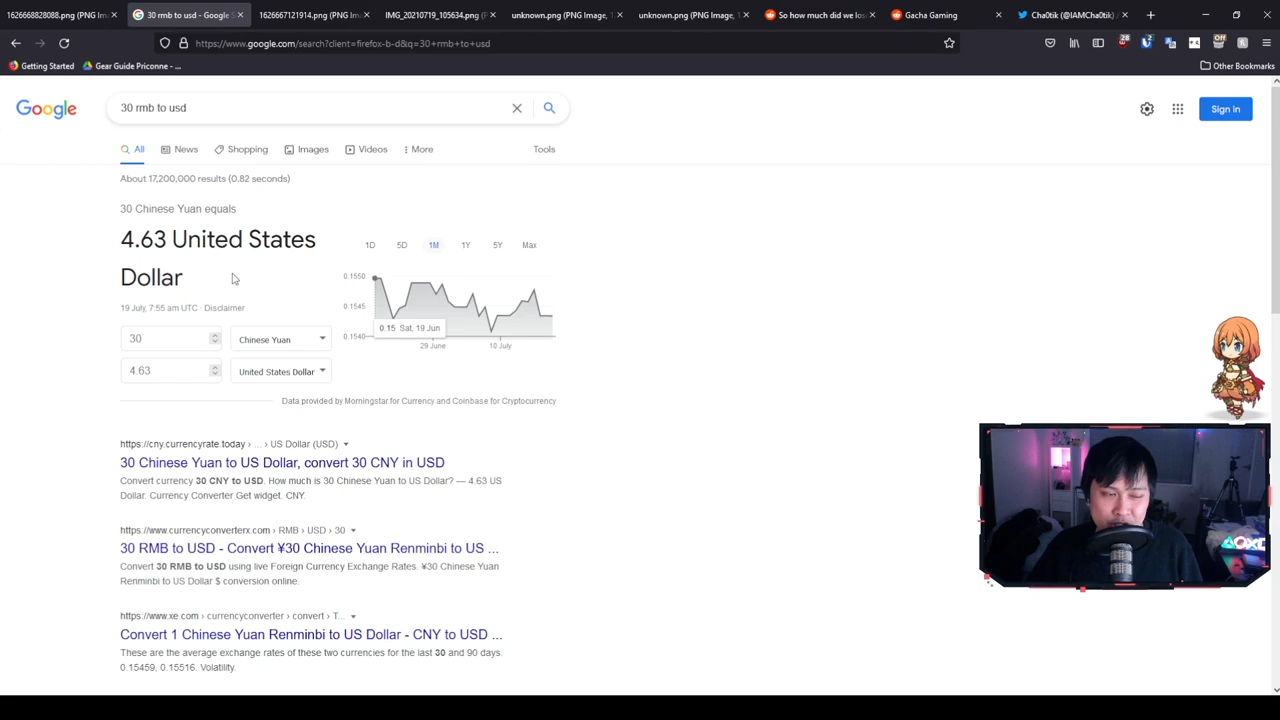 1626668828088.png (PNG Ima
30 rmb to usd - Google S
1626667121914.png (PNG Imag
IMG_20210719_105634.png (
unknown.png (PNG Image, 1
unknown.png (PNG Image, 1
So how much did we los
Gacha Gaming
Cha0tik (@IAMCha0tik) /
https://www.google.com/search?client=firefox-b-d&q=30+rmb+to+usd
28
2
Off
Getting Started
Gear Guide Priconne - ...
Other Bookmarks
Google
30 rmb to usd
Sign in
All
News
Shopping
Images
Videos
More
Tools
About 17,200,000 results (0.82 seconds)
30 Chinese Yuan equals
4.63 United States
Dollar
19 July, 7:55 am UTC · Disclaimer
30
Chinese Yuan
4.63
United States Dollar
1D
5D
1M
1Y
5Y
Max
0.1550
0.1545
0.1540
0.15 Sat, 19 Jun
29 June
10 July
Data provided by Morningstar for Currency and Coinbase for Cryptocurrency
https://cny.currencyrate.today › ... › US Dollar (USD)
30 Chinese Yuan to US Dollar, convert 30 CNY in USD
Convert currency 30 CNY to USD. How much is 30 Chinese Yuan to US Dollar? — 4.63 US
Dollar. Currency Converter Get widget. CNY.
https://www.currencyconverterx.com › RMB › USD › 30
30 RMB to USD - Convert ¥30 Chinese Yuan Renminbi to US ...
Convert 30 RMB to USD using live Foreign Currency Exchange Rates. ¥30 Chinese Yuan
Renminbi to US Dollar $ conversion online.
https://www.xe.com › currencyconverter › convert › T...
Convert 1 Chinese Yuan Renminbi to US Dollar - CNY to USD ...
These are the average exchange rates of these two currencies for the last 30 and 90 days.
0.15459, 0.15516. Volatility.